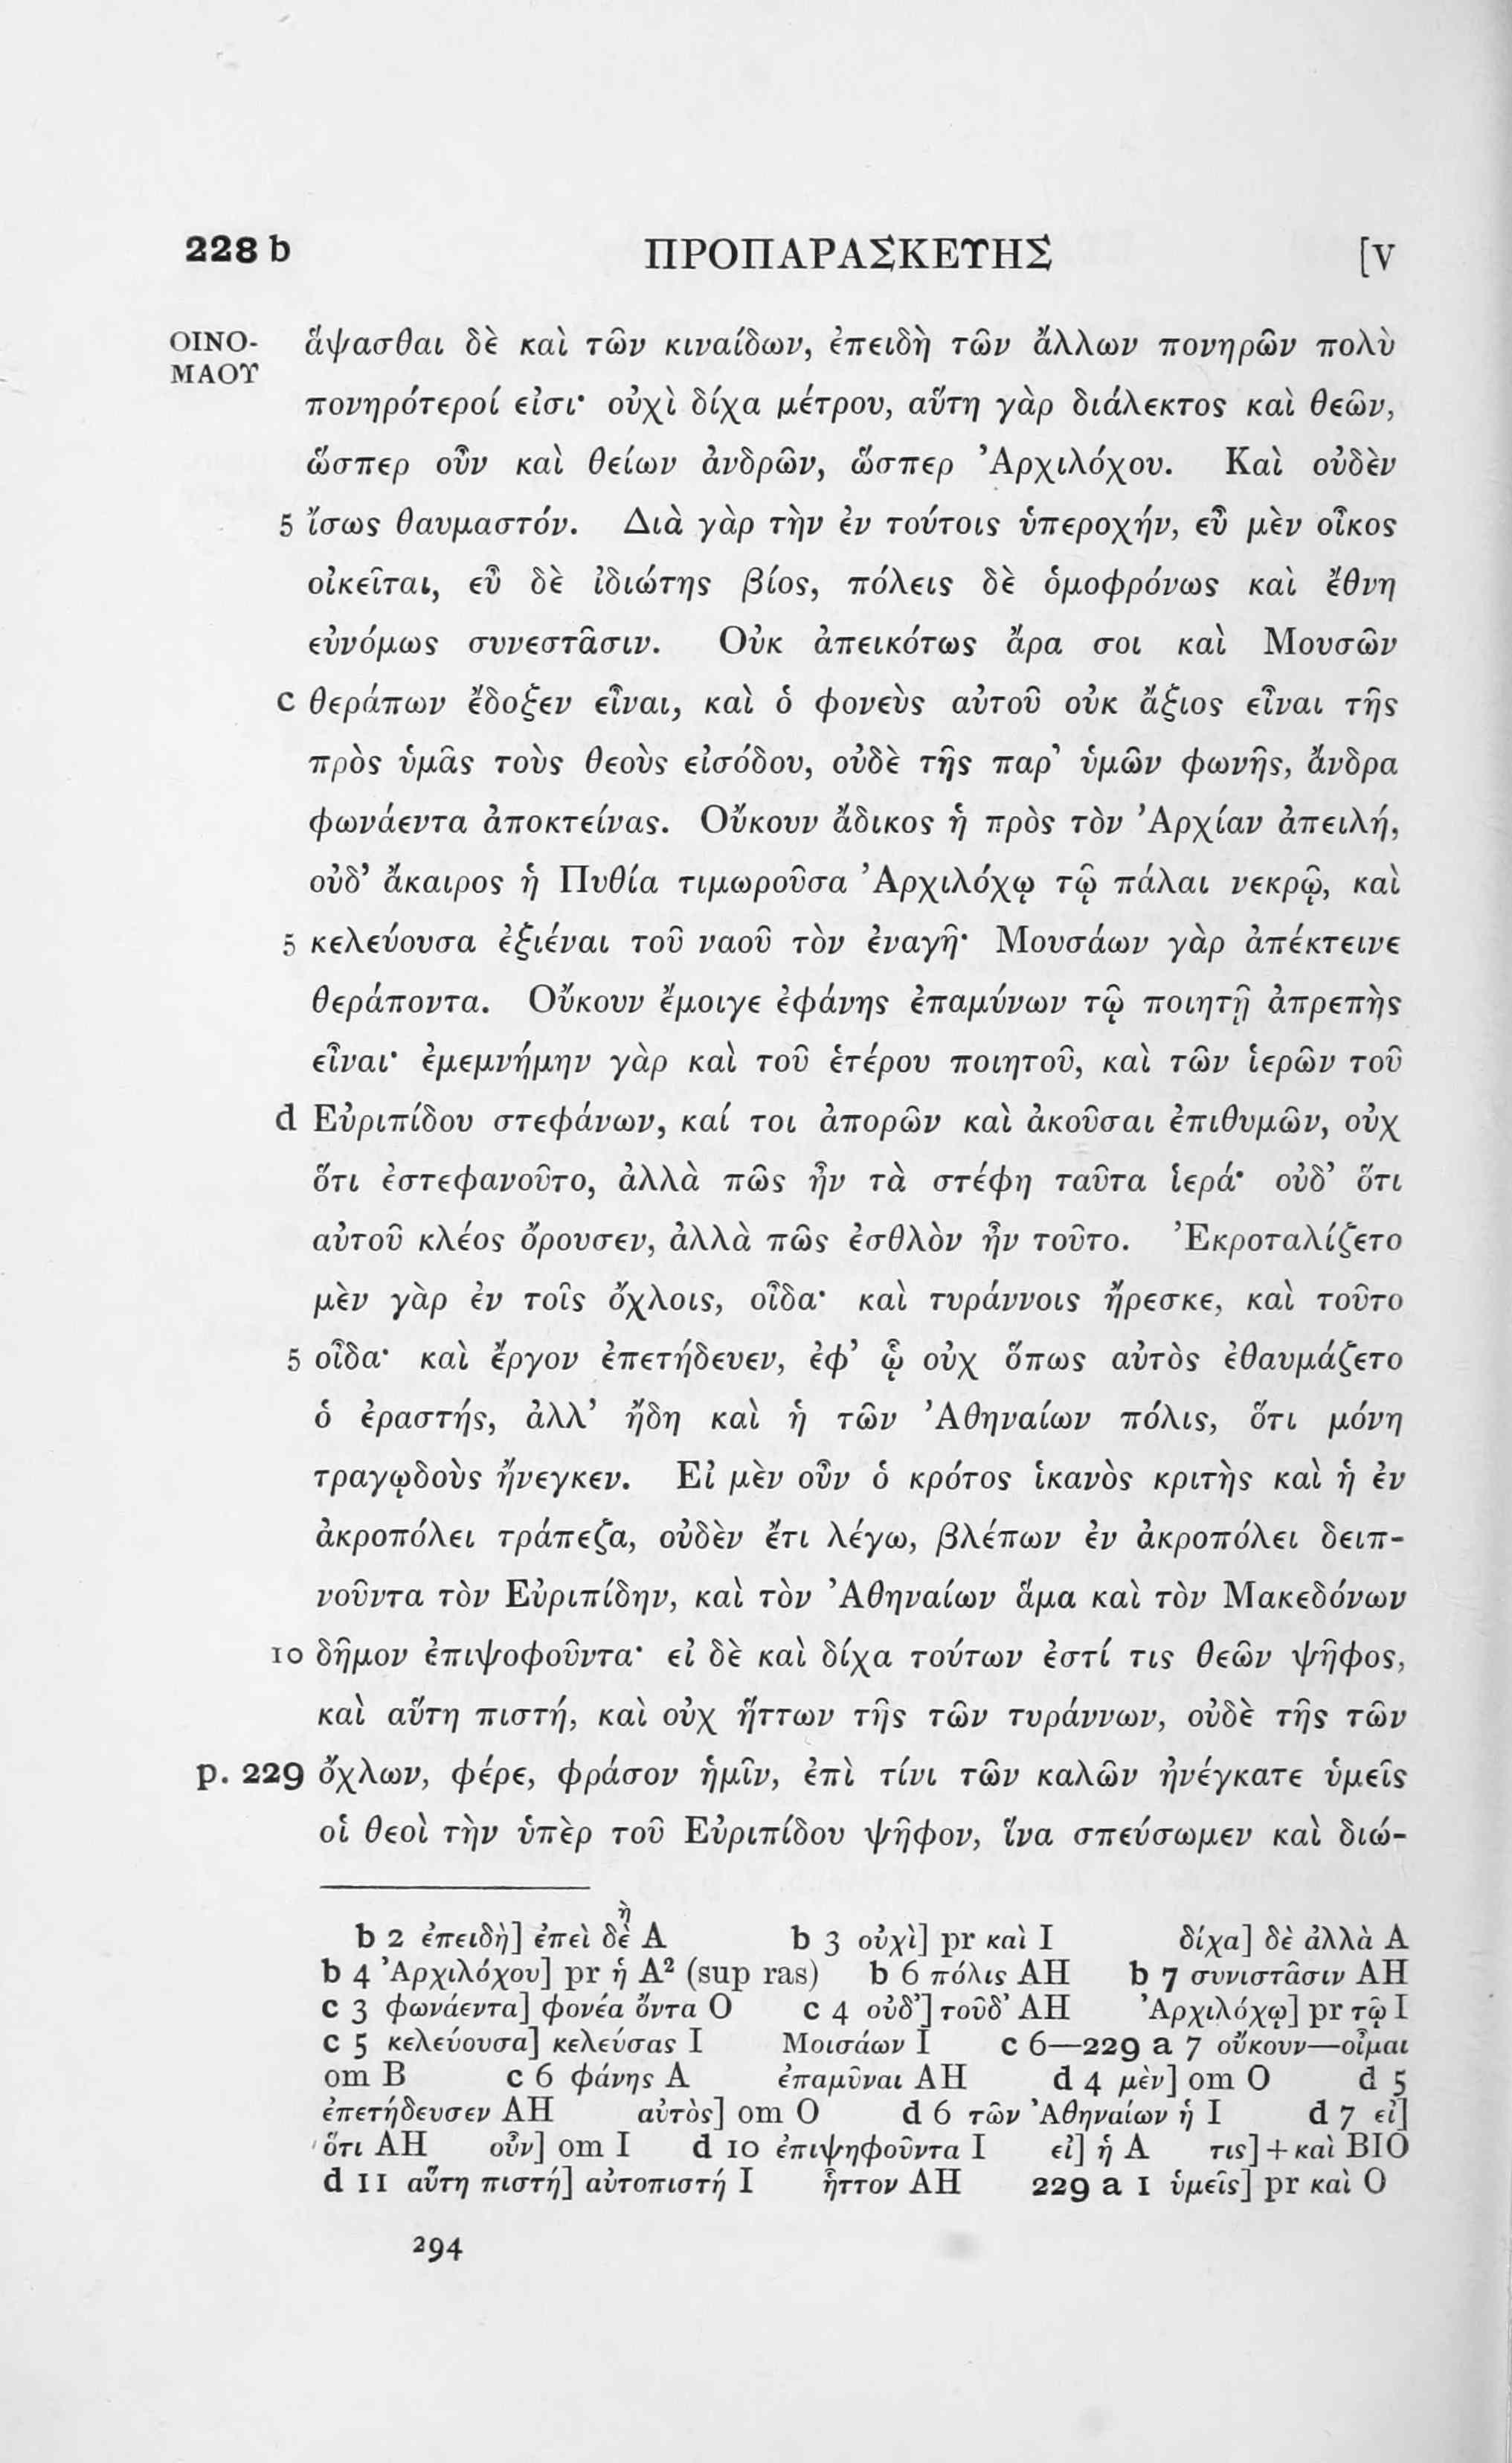 228 b ΠΡΟΠΑΡΑΣΚΕΥΗΣ [V
ΟΙΝΟ- ἅψασθαι δὲ καὶ τῶν κιναίδων, ἐπειδὴ τῶν ἄλλων πονηρῶν πολὺ
ΜΑΟΥ
πονηρότεροί εἰσι· οὐχὶ δίχα μέτρου, αὕτη γὰρ διάλεκτος καὶ θεῶν,
ὥσπερ οὖν καὶ θείων ἀνδρῶν, ὥσπερ Ἀρχιλόχου. Καὶ οὐδὲν
5 ἴσως θαυμαστόν. Διὰ γὰρ τὴν ἐν τούτοις ὑπεροχήν, εὖ μὲν οἶκος
οἰκεῖται, εὖ δὲ ἰδιώτης βίος, πόλεις δὲ ὁμοφρόνως καὶ ἔθνη
εὐνόμως συνεστᾶσιν. Οὐκ ἀπεικότως ἄρα σοι καὶ Μουσῶν
c θεράπων ἔδοξεν εἶναι, καὶ ὁ φονεὺς αὐτοῦ οὐκ ἄξιος εἶναι τῆς
πρὸς ὑμᾶς τοὺς θεοὺς εἰσόδου, οὐδὲ τῆς παρ’ ὑμῶν φωνῆς, ἄνδρα
φωνάεντα ἀποκτείνας. Οὔκουν ἄδικος ἡ πρὸς τὸν Ἀρχίαν ἀπειλή,
οὐδ’ ἄκαιρος ἡ Πυθία τιμωροῦσα Ἀρχιλόχῳ τῷ πάλαι νεκρῷ, καὶ
5 κελεύουσα ἐξιέναι τοῦ ναοῦ τὸν ἐναγῆ· Μουσάων γὰρ ἀπέκτεινε
θεράποντα. Οὔκουν ἔμοιγε ἐφάνης ἐπαμύνων τῷ ποιητῇ ἀπρεπὴς
εἶναι· ἐμεμνήμην γὰρ καὶ τοῦ ἑτέρου ποιητοῦ, καὶ τῶν ἱερῶν τοῦ
d Εὐριπίδου στεφάνων, καί τοι ἀπορῶν καὶ ἀκοῦσαι ἐπιθυμῶν, οὐχ
ὅτι ἐστεφανοῦτο, ἀλλὰ πῶς ἦν τὰ στέφη ταῦτα ἱερά· οὐδ’ ὅτι
αὐτοῦ κλέος ὄρουσεν, ἀλλὰ πῶς ἐσθλὸν ἦν τοῦτο. Ἐκροταλίζετο
μὲν γὰρ ἐν τοῖς ὄχλοις, οἶδα· καὶ τυράννοις ἤρεσκε, καὶ τοῦτο
5 οἶδα· καὶ ἔργον ἐπετήδευεν, ἐφ’ ᾧ οὐχ ὅπως αὐτὸς ἐθαυμάζετο
ὁ ἐραστής, ἀλλ’ ἤδη καὶ ἡ τῶν Ἀθηναίων πόλις, ὅτι μόνη
τραγῳδοὺς ἤνεγκεν. Εἰ μὲν οὖν ὁ κρότος ἱκανὸς κριτὴς καὶ ἡ ἐν
ἀκροπόλει τράπεζα, οὐδὲν ἔτι λέγω, βλέπων ἐν ἀκροπόλει δειπ-
νοῦντα τὸν Εὐριπίδην, καὶ τὸν Ἀθηναίων ἅμα καὶ τὸν Μακεδόνων
10 δῆμον ἐπιψοφοῦντα· εἰ δὲ καὶ δίχα τούτων ἐστί τις θεῶν ψῆφος,
καὶ αὕτη πιστή, καὶ οὐχ ἥττων τῆς τῶν τυράννων, οὐδὲ τῆς τῶν
p. 229 ὄχλων, φέρε, φράσον ἡμῖν, ἐπὶ τίνι τῶν καλῶν ἠνέγκατε ὑμεῖς
οἱ θεοὶ τὴν ὑπὲρ τοῦ Εὐριπίδου ψῆφον, ἵνα σπεύσωμεν καὶ διώ-
ὴ
b 2 ἐπειδὴ] ἐπεὶ δὲ A b 3 οὐχὶ] pr καὶ I δίχα] δὲ ἀλλὰ A
b 4 Ἀρχιλόχου] pr ἡ A² (sup ras) b 6 πόλις AH b 7 συνιστᾶσιν AH
c 3 φωνάεντα] φονέα ὄντα O c 4 οὐδ’] τοῦδ’ AH Ἀρχιλόχῳ] pr τῷ I
c 5 κελεύουσα] κελεύσας I Μοισάων I c 6—229 a 7 οὔκουν—οἶμαι
om B c 6 φάνης A ἐπαμῦναι AH d 4 μὲν] om O d 5
ἐπετήδευσεν AH αὐτὸς] om O d 6 τῶν Ἀθηναίων ἡ I d 7 εἰ]
ὅτι AH οὖν] om I d 10 ἐπιψηφοῦντα I εἰ] ἡ A τις] + καὶ BIO
d 11 αὕτη πιστή] αὐτοπιστή I ἧττον AH 229 a 1 ὑμεῖς] pr καὶ O
294